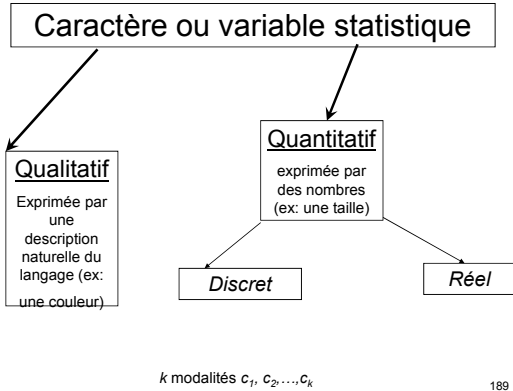 Caractère ou variable statistique
Qualitatif
Exprimée par
une
description
naturelle du
langage (ex:
une couleur)
Quantitatif
exprimée par
des nombres
(ex: une taille)
Discret
Réel
k modalités c₁, c₂,…,cₖ
189